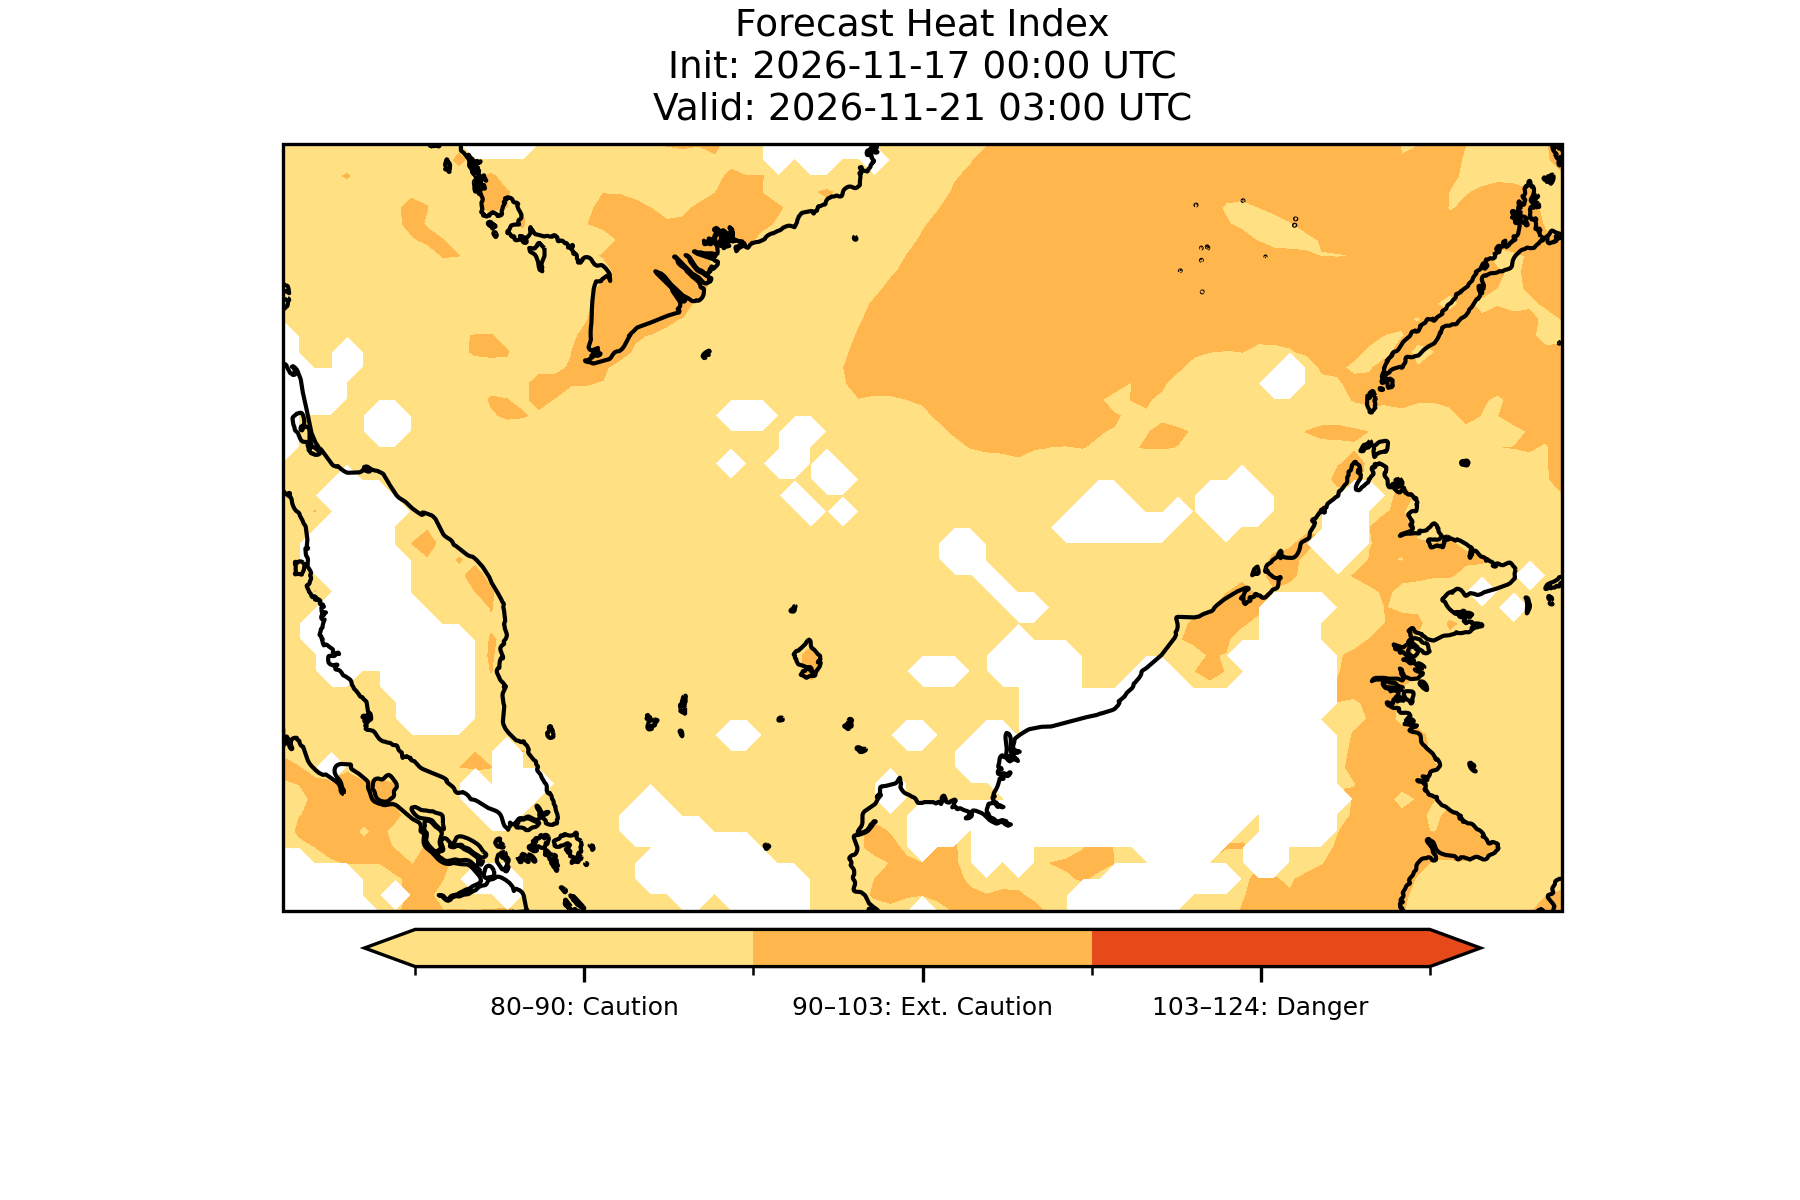 Forecast Heat Index
Init: 2026-11-17 00:00 UTC
Valid: 2026-11-21 03:00 UTC
80–90: Caution
90–103: Ext. Caution
103–124: Danger